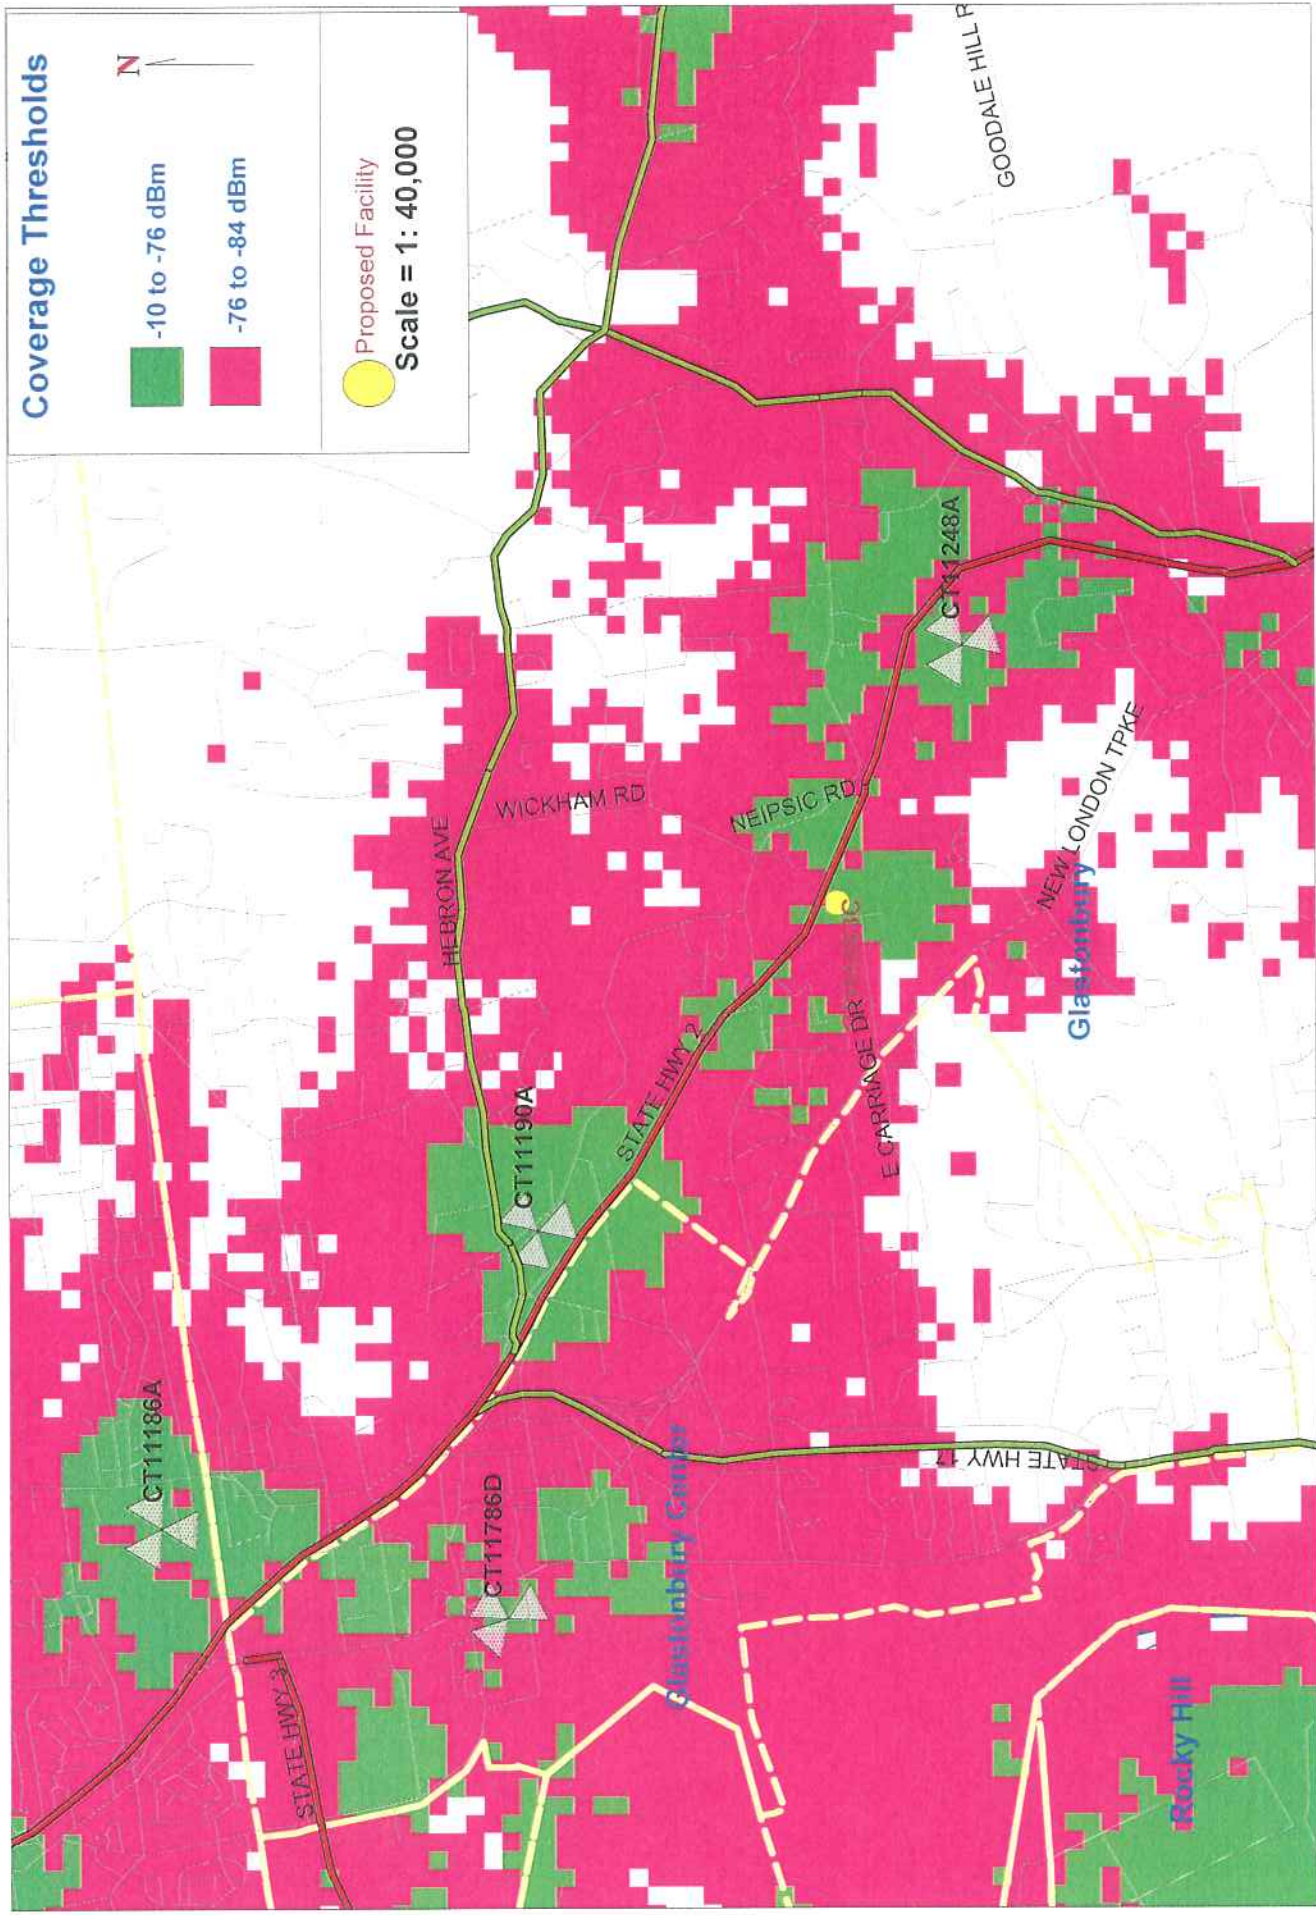 Coverage Thresholds
N
-10 to -76 dBm
-76 to -84 dBm
Proposed Facility
Scale = 1: 40,000
GOODALE HILL R
CT11248A
NEW LONDON TPKE
NEIPSIC RD
WICKHAM RD
HEBRON AVE
Glastonbury
E CARRIAGE DR
STATE HWY 2
CT11190A
CT11186A
CT11786D
STATE HWY 17
Glastonbury Center
STATE HWY 3
Rocky Hill